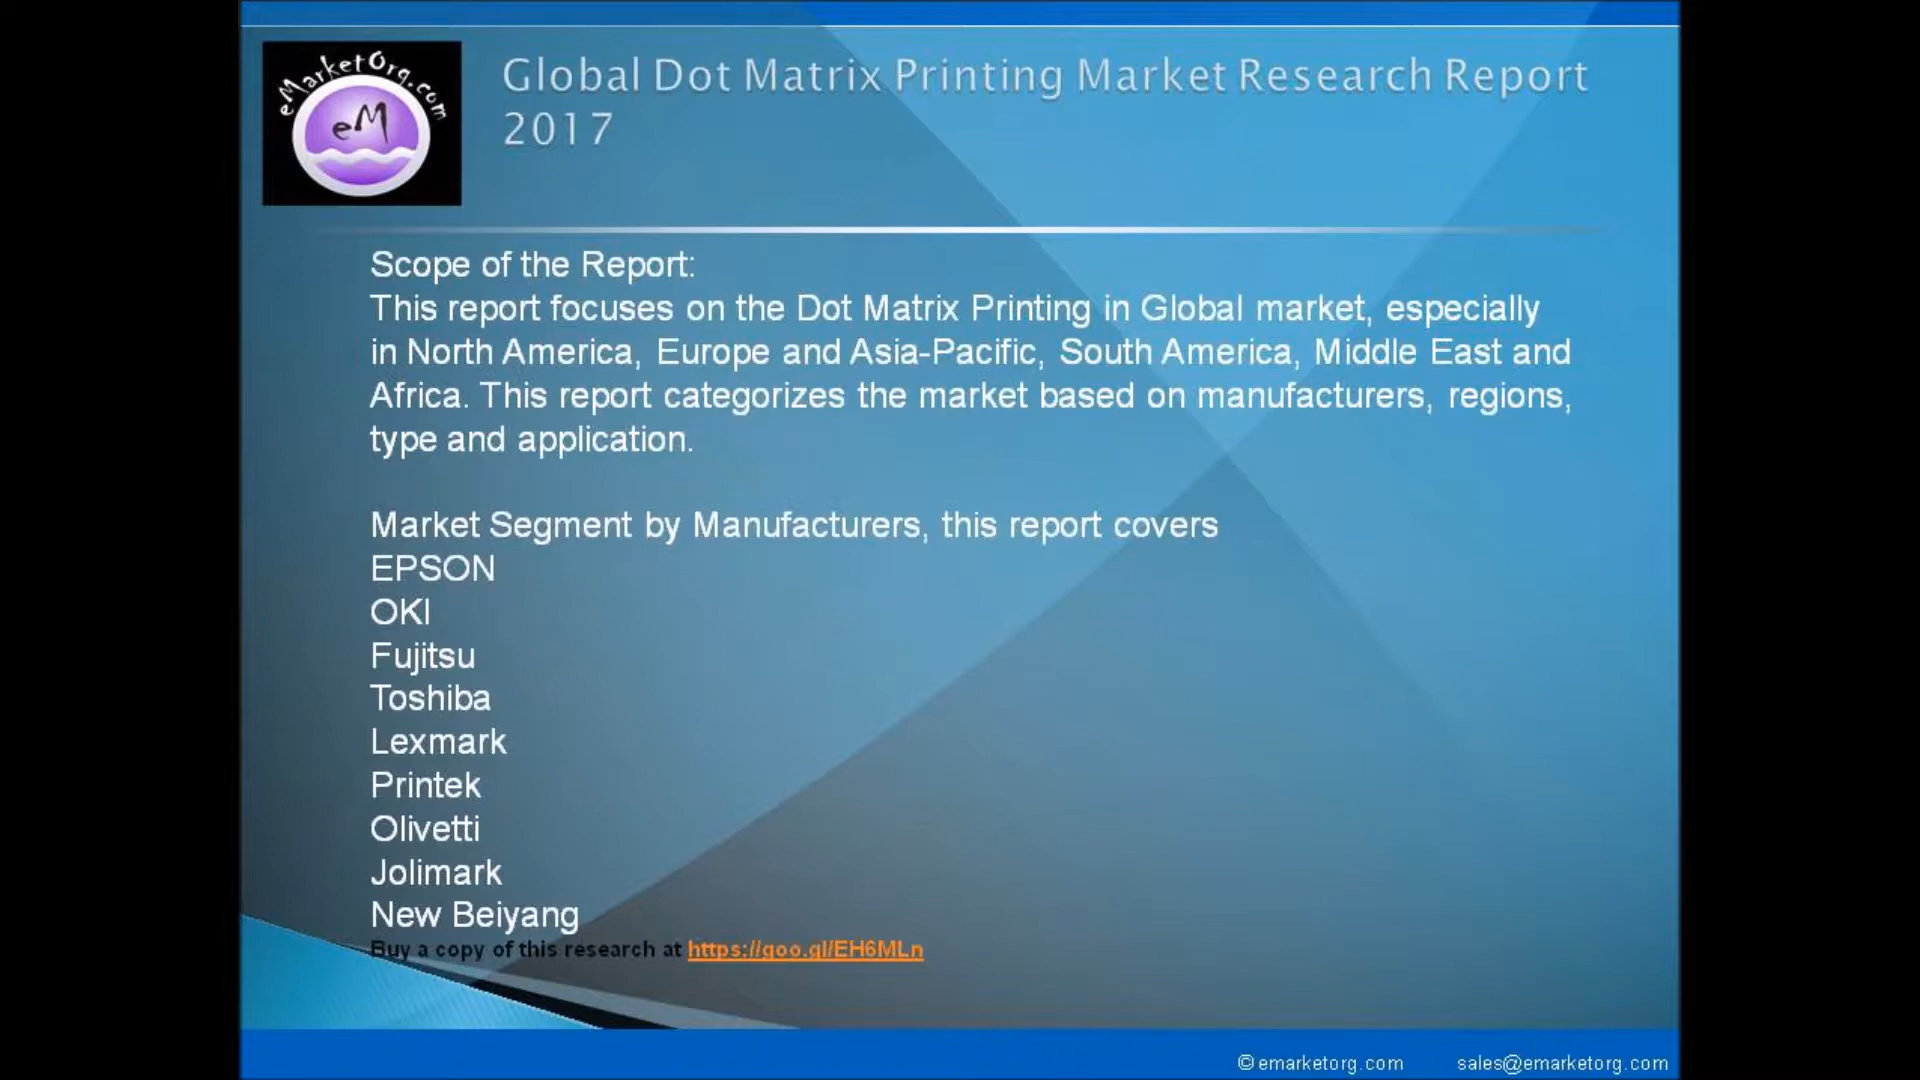 eMarketOrg.com
eM
Global Dot Matrix Printing Market Research Report
2017
Scope of the Report:
This report focuses on the Dot Matrix Printing in Global market, especially
in North America, Europe and Asia-Pacific, South America, Middle East and
Africa. This report categorizes the market based on manufacturers, regions,
type and application.
Market Segment by Manufacturers, this report covers
EPSON
OKI
Fujitsu
Toshiba
Lexmark
Printek
Olivetti
Jolimark
New Beiyang
Buy a copy of this research at https://goo.gl/EH6MLn
© emarketorg.com sales@emarketorg.com